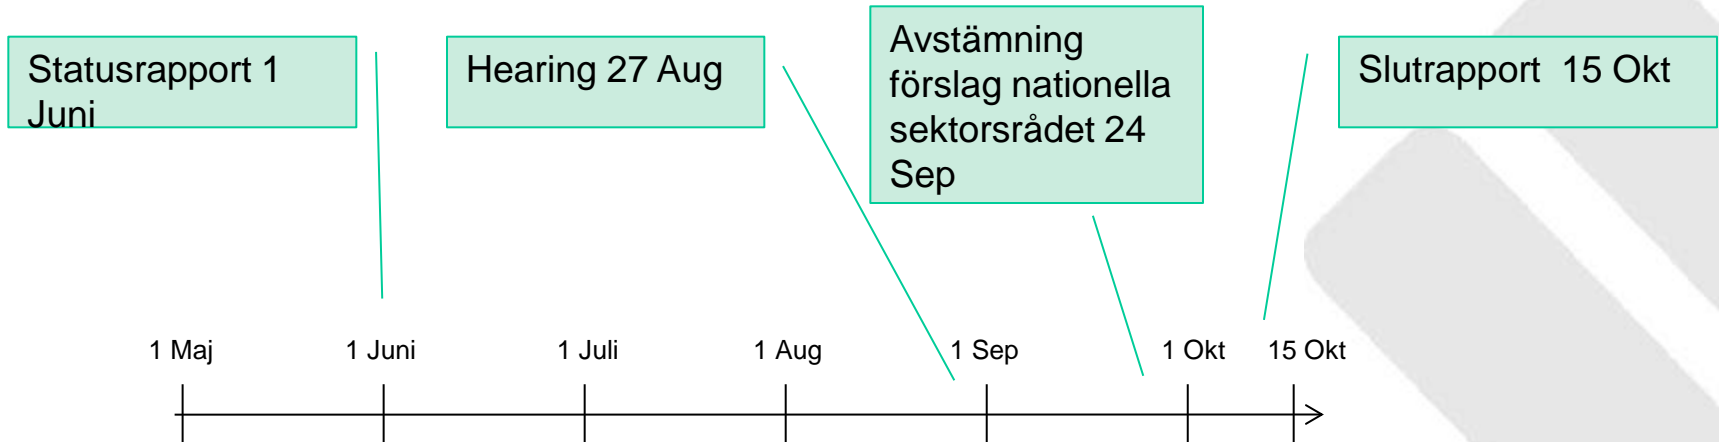 Statusrapport 1
Juni
Hearing 27 Aug
Avstämning
förslag nationella
sektorsrådet 24
Sep
Slutrapport 15 Okt
1 Maj
1 Juni
1 Juli
1 Aug
1 Sep
1 Okt
15 Okt